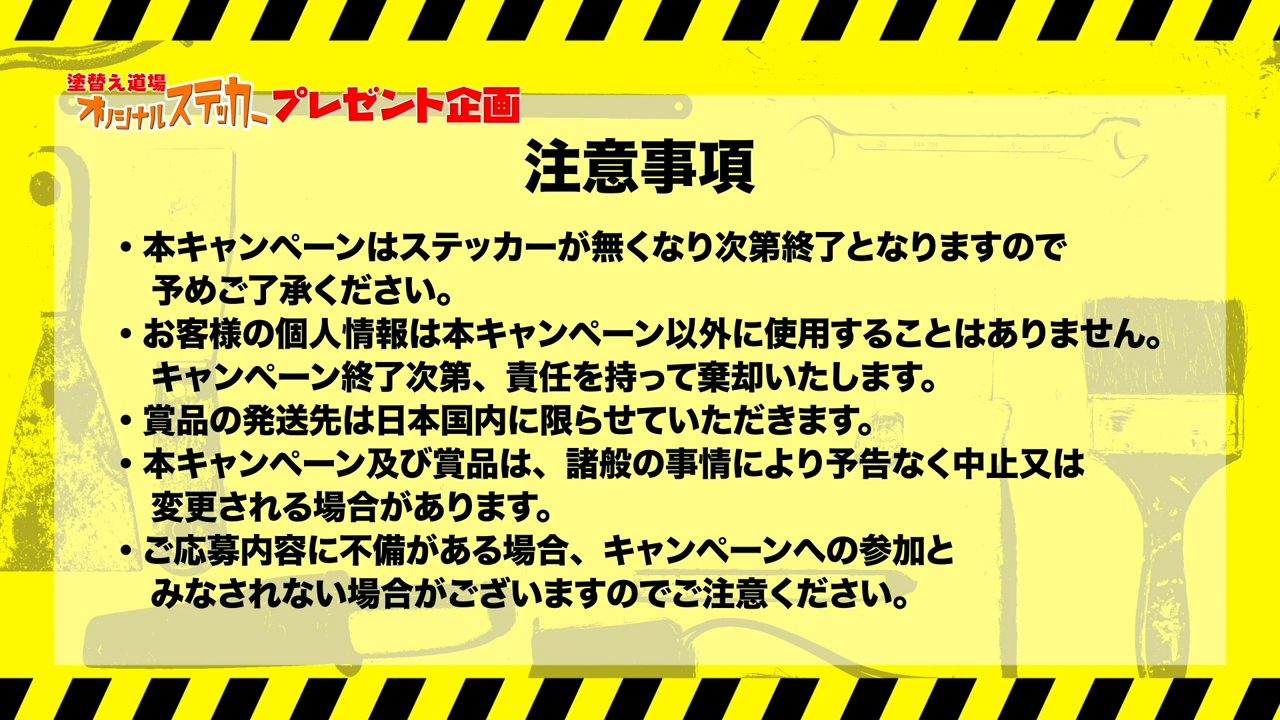 塗替え道場
オリジナルステッカープレゼント企画
注意事項
・本キャンペーンはステッカーが無くなり次第終了となりますので
予めご了承ください。
・お客様の個人情報は本キャンペーン以外に使用することはありません。
キャンペーン終了次第、責任を持って棄却いたします。
・賞品の発送先は日本国内に限らせていただきます。
・本キャンペーン及び賞品は、諸般の事情により予告なく中止又は
変更される場合があります。
・ご応募内容に不備がある場合、キャンペーンへの参加と
みなされない場合がございますのでご注意ください。